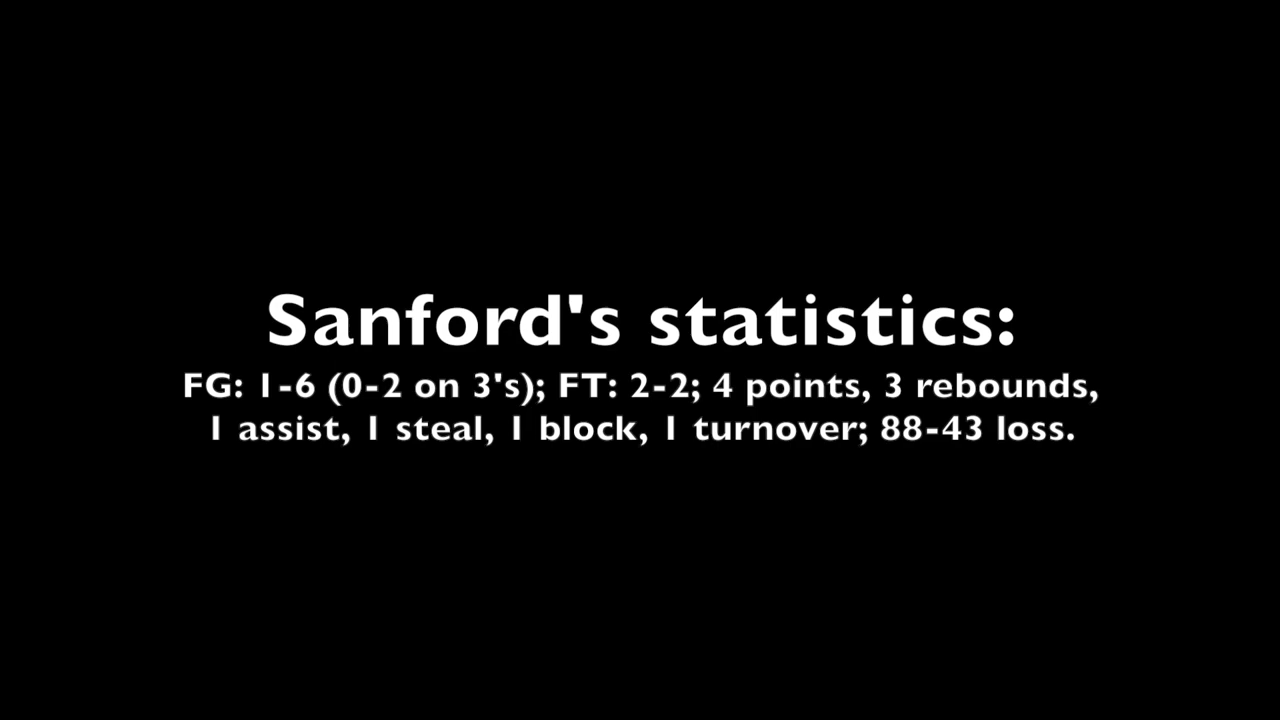 Sanford's statistics:
FG: 1-6 (0-2 on 3's); FT: 2-2; 4 points, 3 rebounds,
1 assist, 1 steal, 1 block, 1 turnover; 88-43 loss.